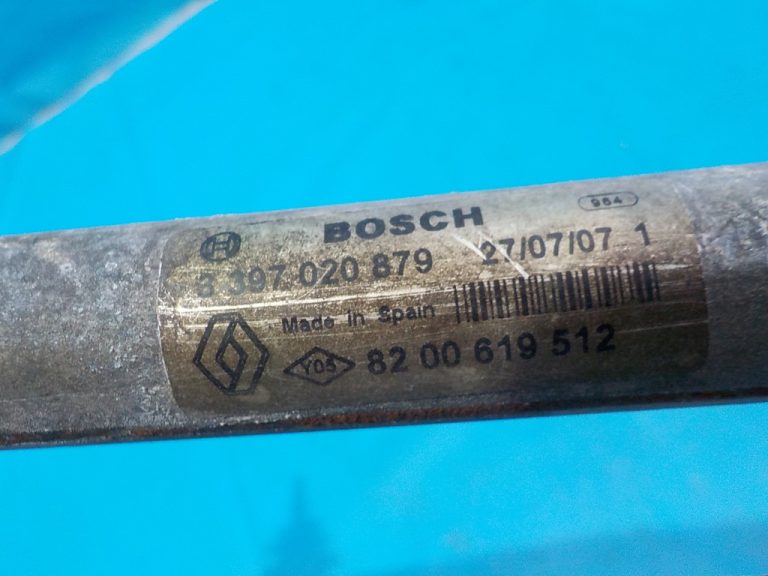 984
BOSCH
3 397 020 879 27/07/07 1
Made in Spain
Y05 82 00 619 512